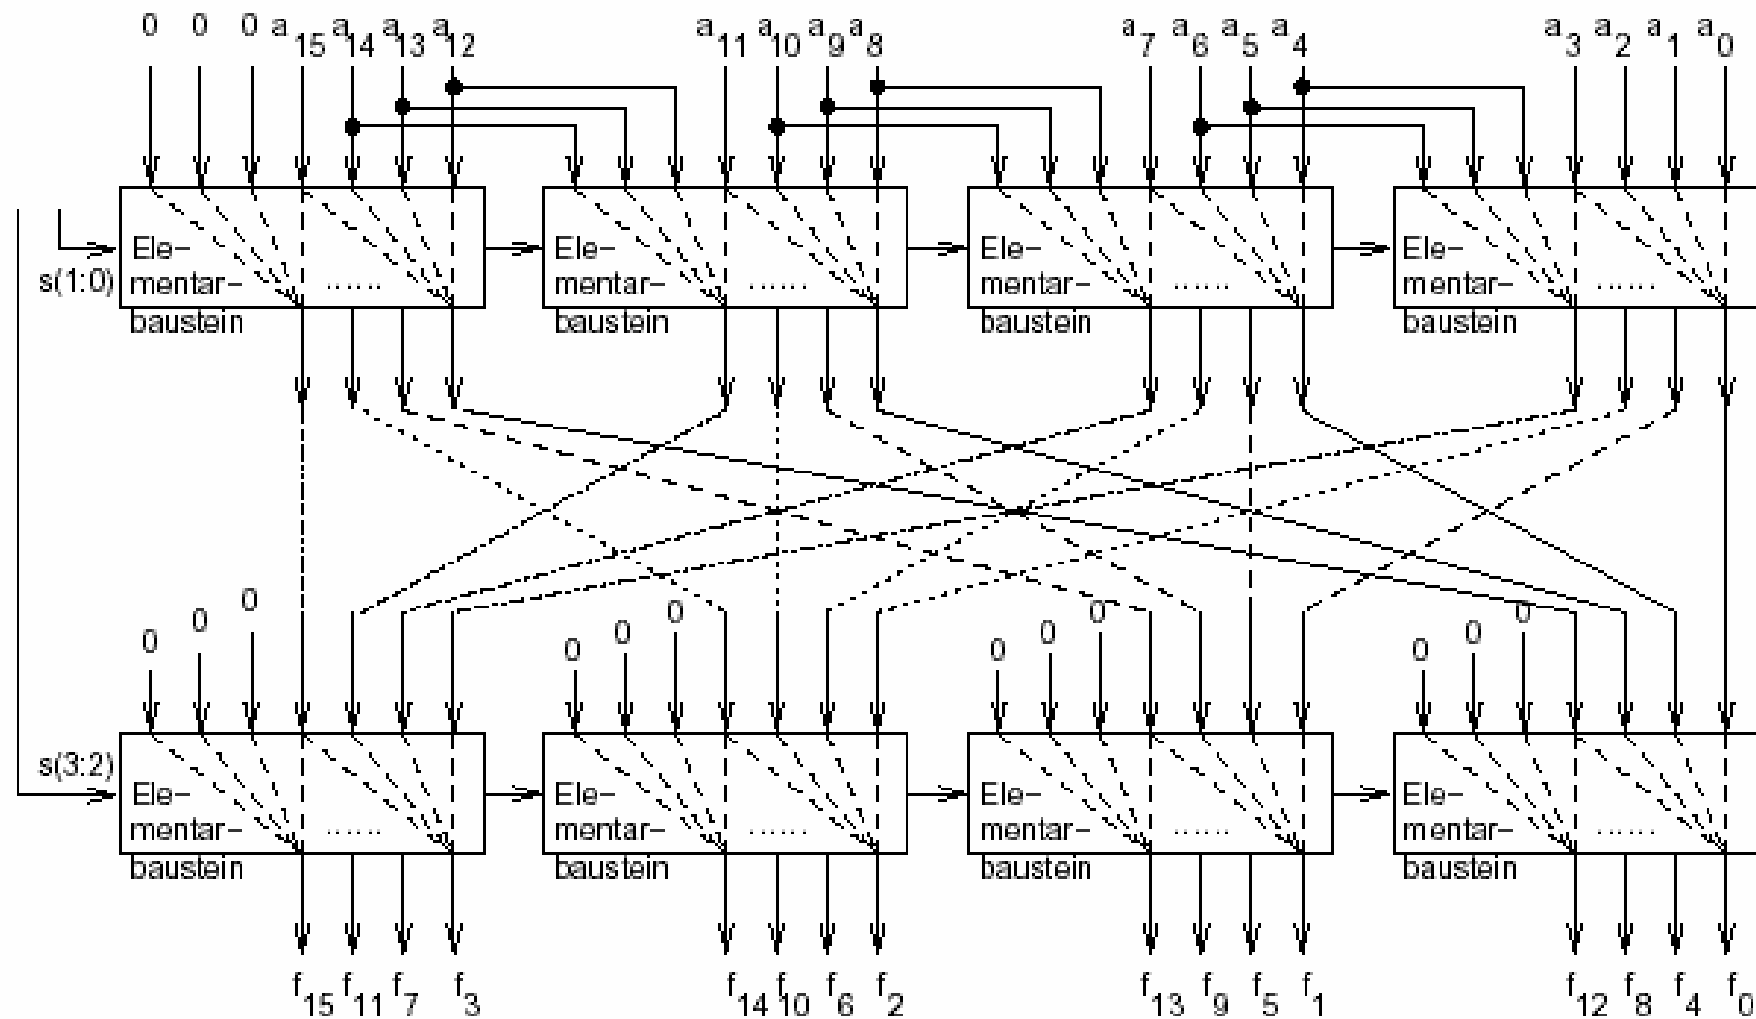 0 0 0 a15 a14 a13 a12 a11 a10 a9 a8 a7 a6 a5 a4 a3 a2 a1 a0
Ele– Ele– Ele– Ele–
s(1:0) mentar– ...... mentar– ...... mentar– ...... mentar– ......
baustein baustein baustein baustein
0 0 0 0 0 0 0 0 0 0 0 0
s(3:2)
Ele– Ele– Ele– Ele–
mentar– ...... mentar– ...... mentar– ...... mentar– ......
baustein baustein baustein baustein
f15 f11 f7 f3 f14 f10 f6 f2 f13 f9 f5 f1 f12 f8 f4 f0